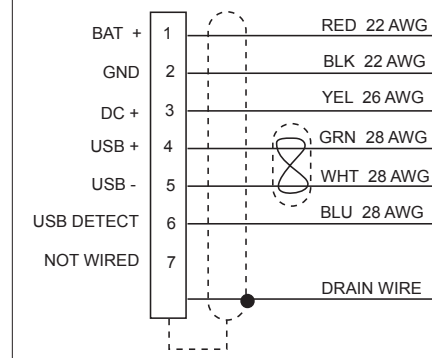 BAT + 1 RED 22 AWG
GND 2 BLK 22 AWG
DC + 3 YEL 26 AWG
USB + 4 GRN 28 AWG
USB - 5 WHT 28 AWG
USB DETECT 6 BLU 28 AWG
NOT WIRED 7
DRAIN WIRE